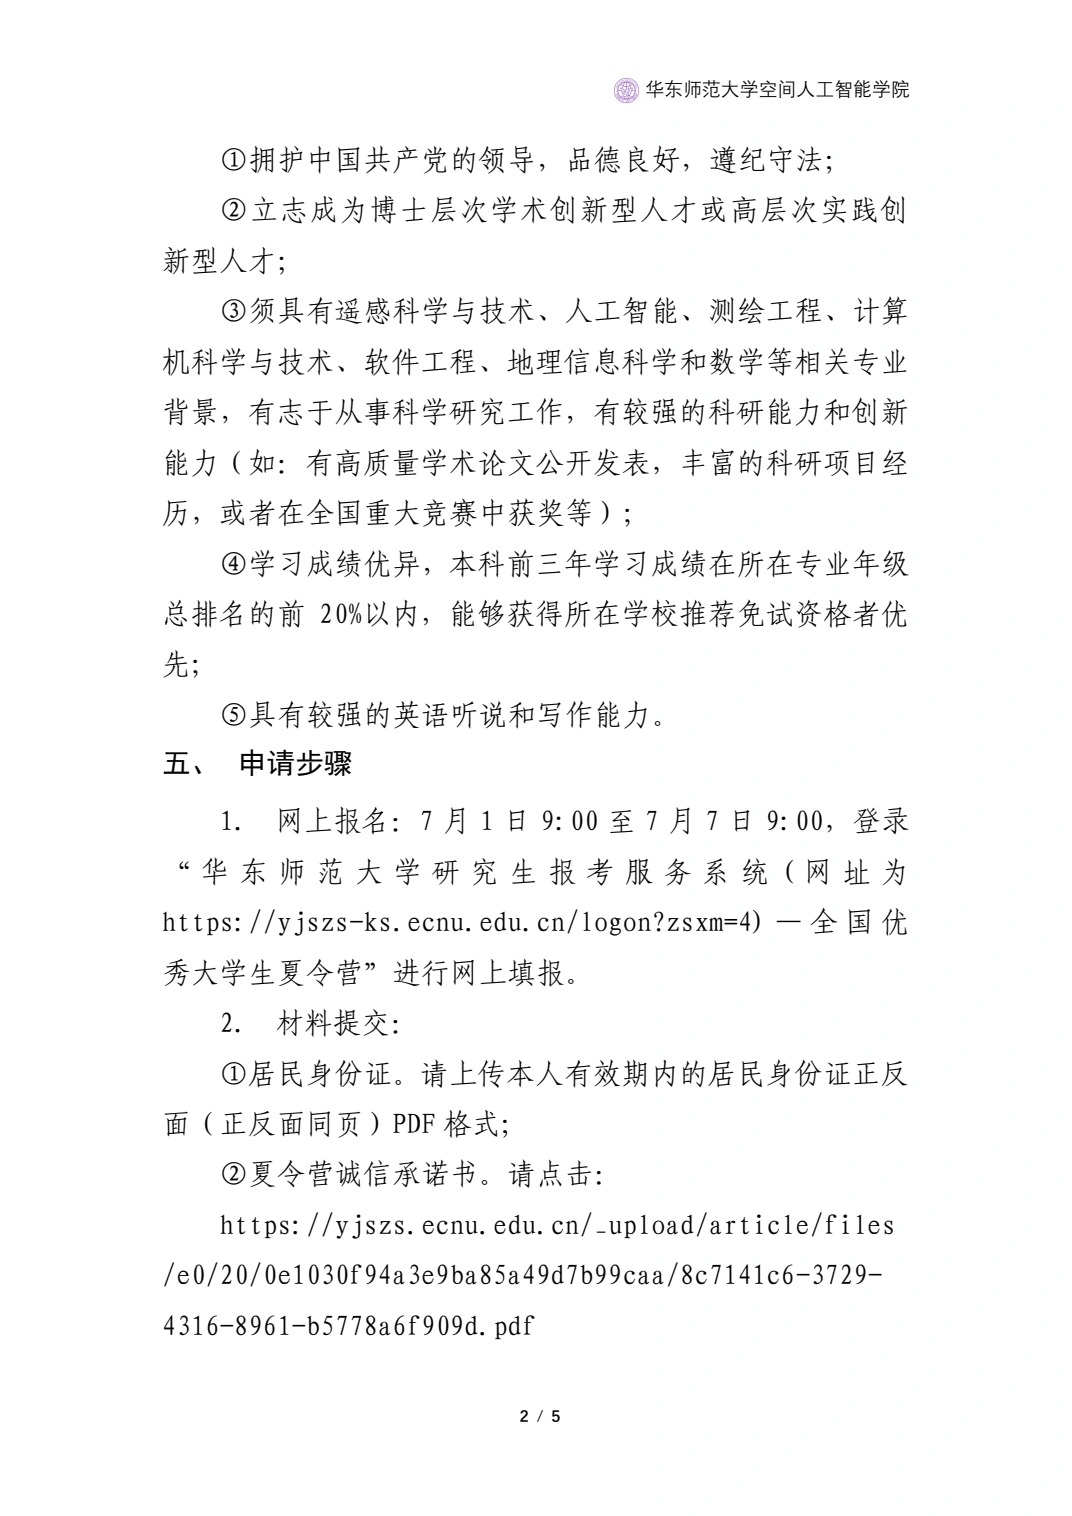 华东师范大学空间人工智能学院
①拥护中国共产党的领导，品德良好，遵纪守法；
②立志成为博士层次学术创新型人才或高层次实践创
新型人才；
③须具有遥感科学与技术、人工智能、测绘工程、计算
机科学与技术、软件工程、地理信息科学和数学等相关专业
背景，有志于从事科学研究工作，有较强的科研能力和创新
能力（如：有高质量学术论文公开发表，丰富的科研项目经
历，或者在全国重大竞赛中获奖等）；
④学习成绩优异，本科前三年学习成绩在所在专业年级
总排名的前 20%以内，能够获得所在学校推荐免试资格者优
先；
⑤具有较强的英语听说和写作能力。
五、 申请步骤
1. 网上报名：7 月 1 日 9:00 至 7 月 7 日 9:00，登录
“华东师范大学研究生报考服务系统(网址为
https://yjszs-ks.ecnu.edu.cn/logon?zsxm=4)—全国优
秀大学生夏令营”进行网上填报。
2. 材料提交：
①居民身份证。请上传本人有效期内的居民身份证正反
面（正反面同页）PDF 格式；
②夏令营诚信承诺书。请点击：
https://yjszs.ecnu.edu.cn/_upload/article/files
/e0/20/0e1030f94a3e9ba85a49d7b99caa/8c7141c6-3729-
4316-8961-b5778a6f909d.pdf
2 / 5